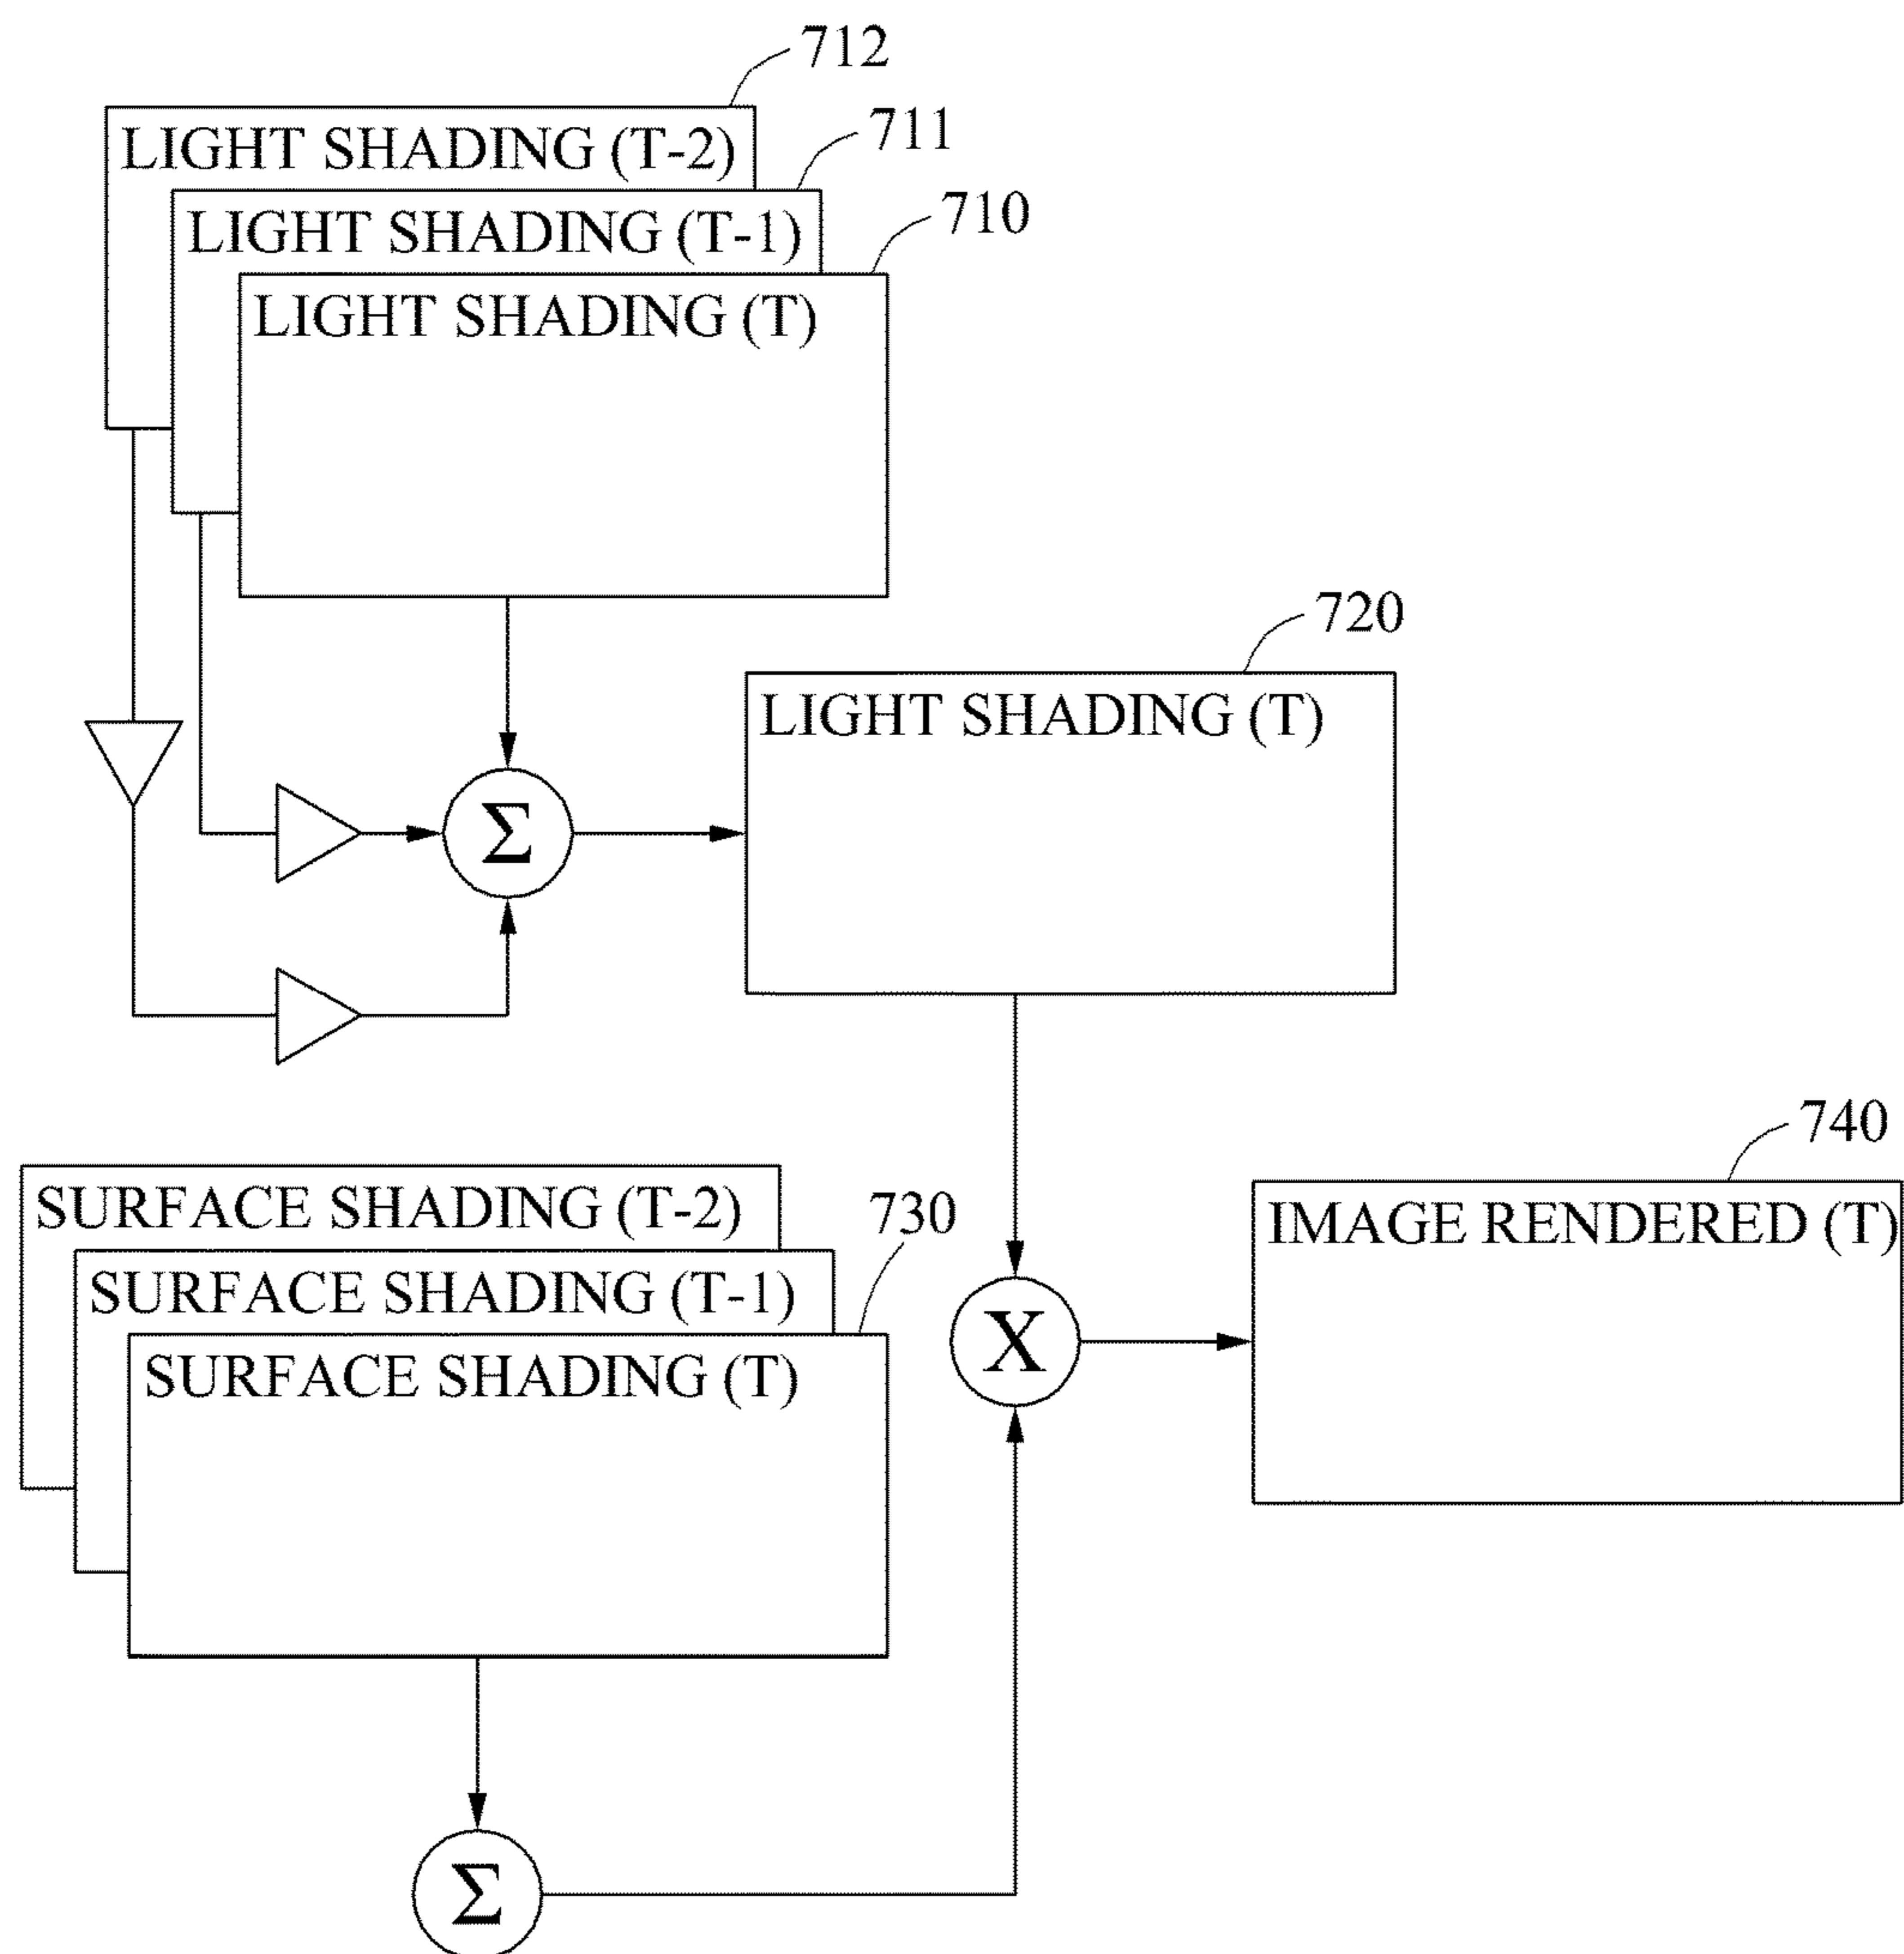 712
LIGHT SHADING (T-2)
711
LIGHT SHADING (T-1)
710
LIGHT SHADING (T)
720
LIGHT SHADING (T)
Σ
740
SURFACE SHADING (T-2)
730
IMAGE RENDERED (T)
SURFACE SHADING (T-1)
X
SURFACE SHADING (T)
Σ